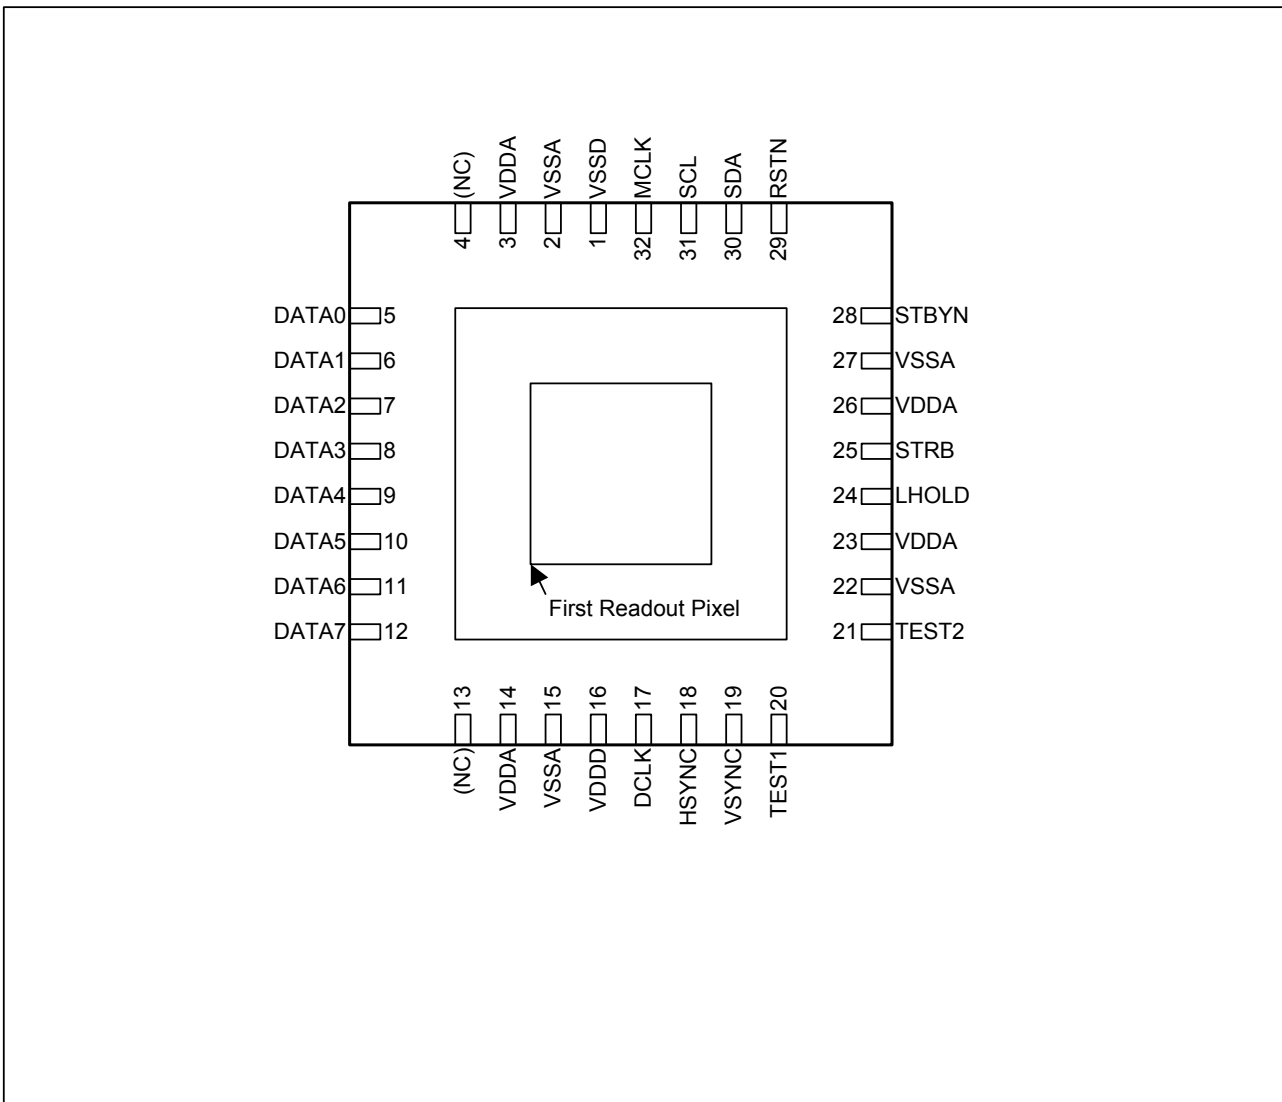 (NC)
VDDA
VSSA
VSSD
MCLK
SCL
SDA
RSTN
4
3
2
1
32
31
30
29
DATA0 5
28 STBYN
DATA1 6
27 VSSA
DATA2 7
26 VDDA
DATA3 8
25 STRB
DATA4 9
24 LHOLD
DATA5 10
23 VDDA
DATA6 11
22 VSSA
First Readout Pixel
DATA7 12
21 TEST2
13
14
15
16
17
18
19
20
(NC)
VDDA
VSSA
VDDD
DCLK
HSYNC
VSYNC
TEST1